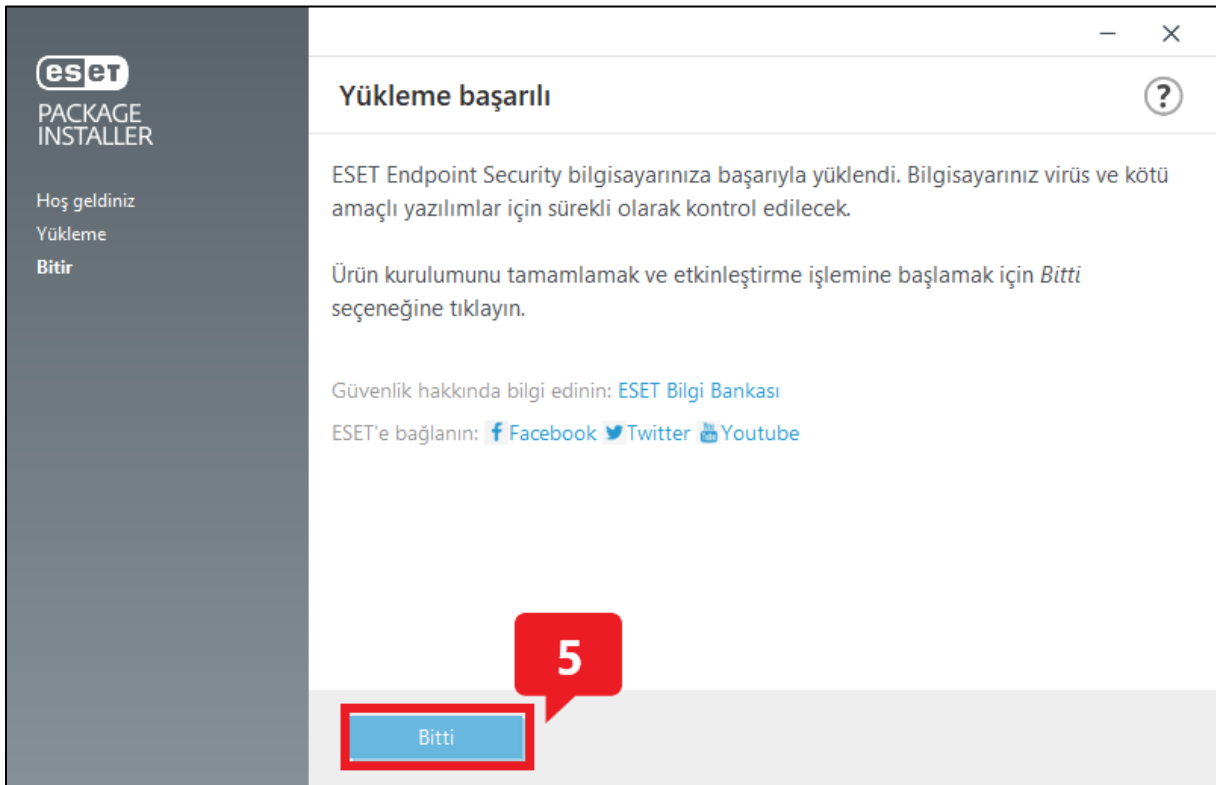 eset
PACKAGE
INSTALLER
Hoş geldiniz
Yükleme
Bitir
Yükleme başarılı
?
ESET Endpoint Security bilgisayarınıza başarıyla yüklendi. Bilgisayarınız virüs ve kötü
amaçlı yazılımlar için sürekli olarak kontrol edilecek.
Ürün kurulumunu tamamlamak ve etkinleştirme işlemine başlamak için Bitti
seçeneğine tıklayın.
Güvenlik hakkında bilgi edinin: ESET Bilgi Bankası
ESET'e bağlanın: Facebook Twitter Youtube
5
Bitti